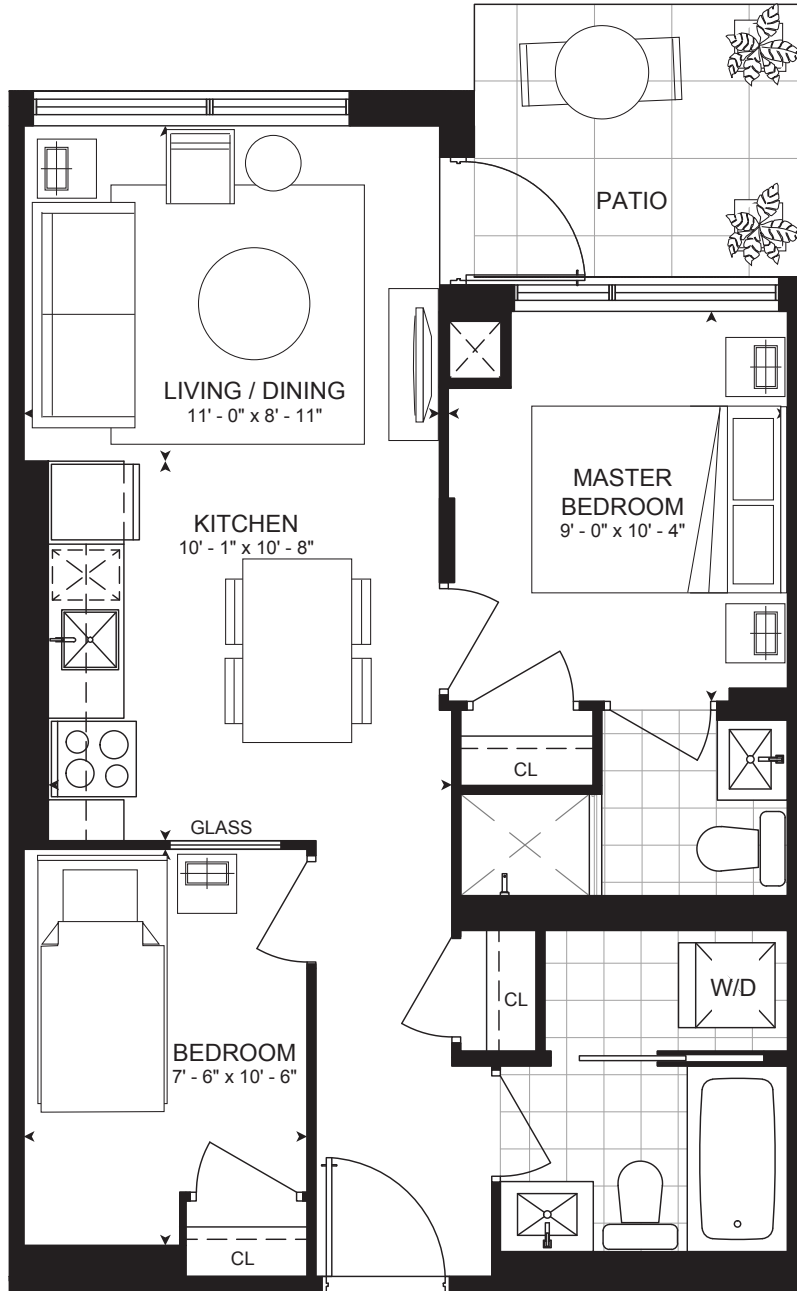 PATIO
LIVING / DINING
11' - 0" x 8' - 11"
MASTER
BEDROOM
9' - 0" x 10' - 4"
KITCHEN
10' - 1" x 10' - 8"
CL
GLASS
W/D
CL
BEDROOM
7' - 6" x 10' - 6"
CL